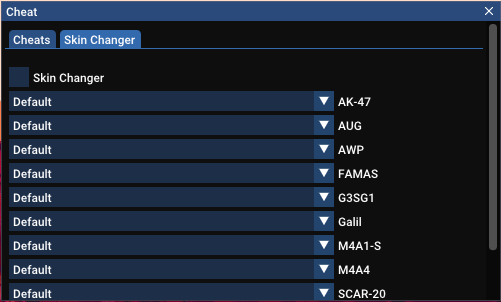 Cheat
Cheats Skin Changer
Skin Changer
Default AK-47
Default AUG
Default AWP
Default FAMAS
Default G3SG1
Default Galil
Default M4A1-S
Default M4A4
Default SCAR-20